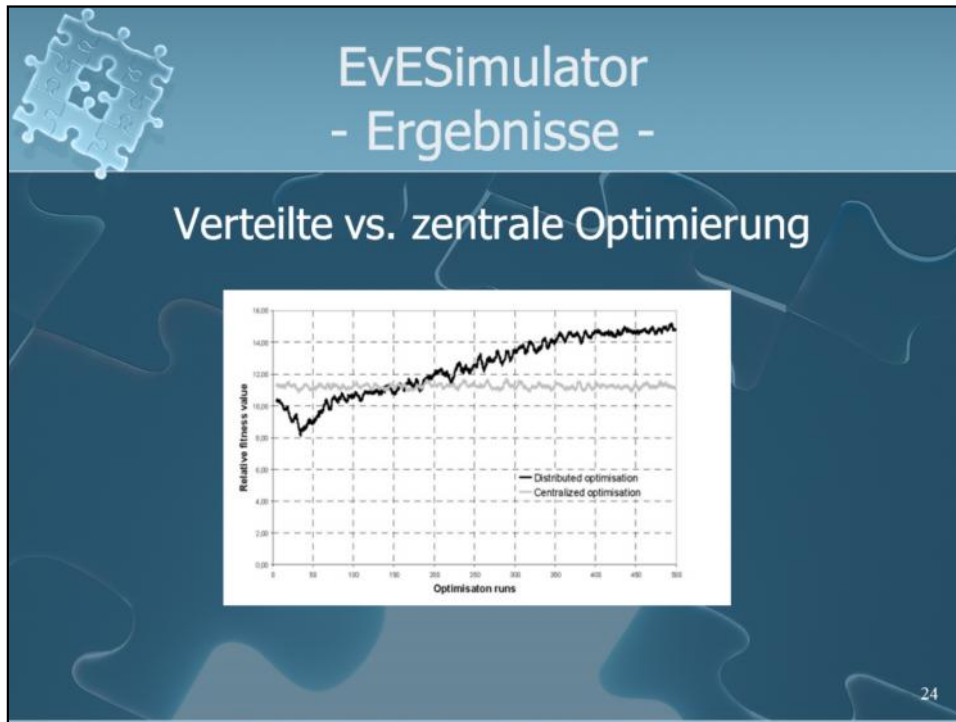 EvESimulator
- Ergebnisse -
Verteilte vs. zentrale Optimierung
16,00
14,00
12,00
10,00
8,00
6,00
4,00
2,00
0,00
Relative fitness value
Distributed optimisation
Centralized optimisation
0 50 100 150 200 250 300 350 400 450 500
Optimisaton runs
24